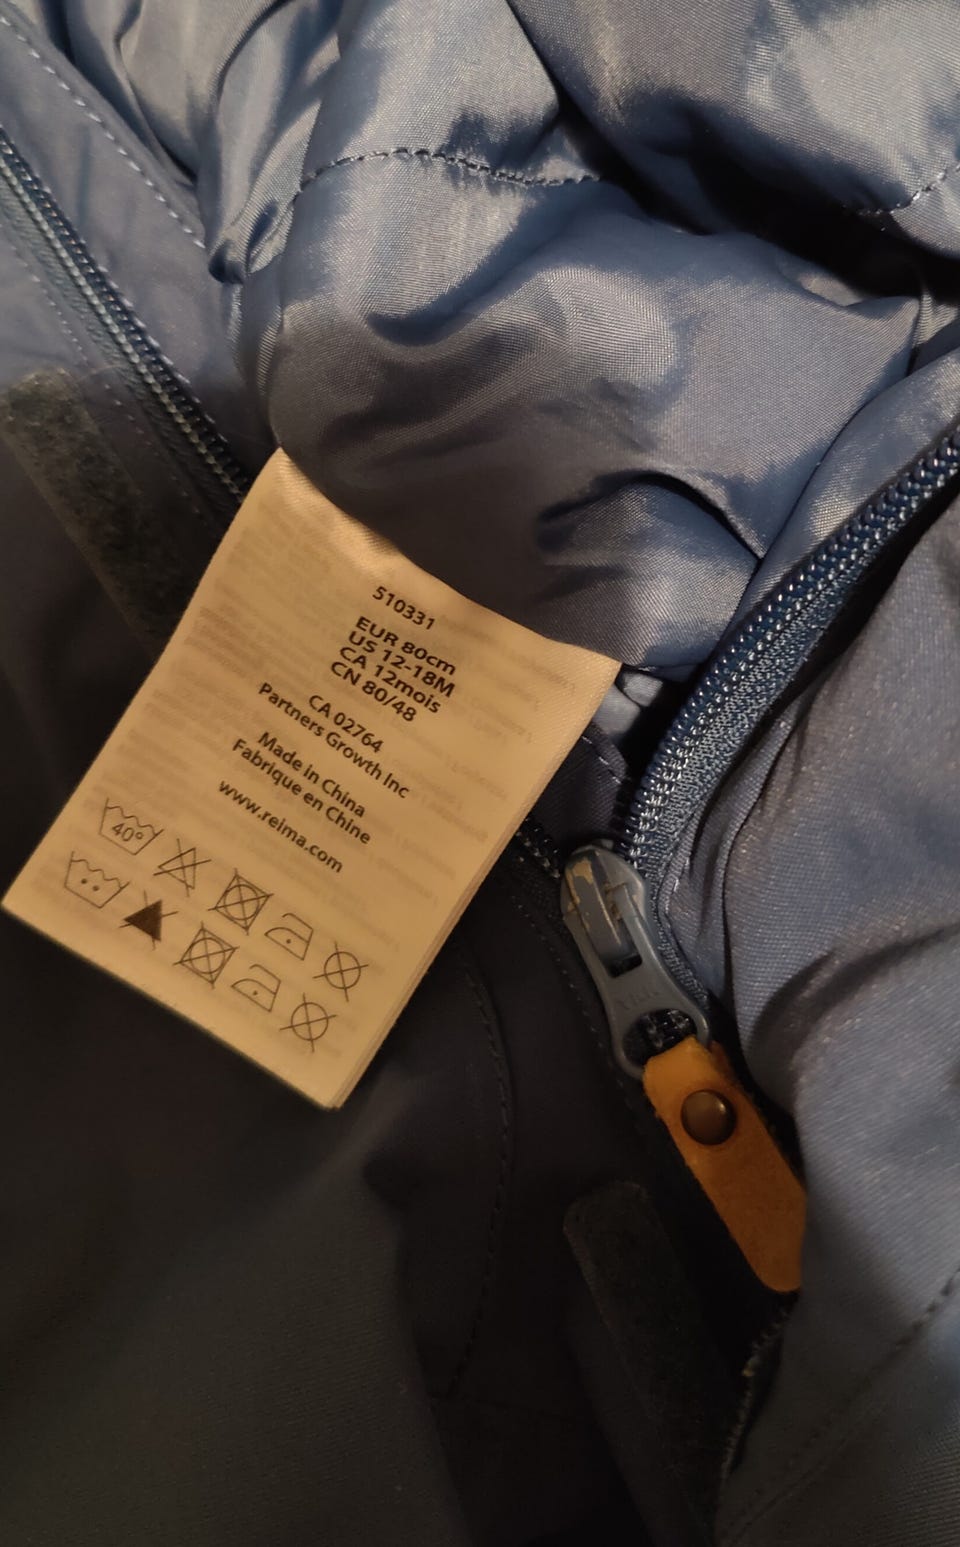 510331
EUR 80cm
US 12-18M
CA 12mois
CN 80/48
CA 02764
Partners Growth Inc
Made in China
Fabrique en Chine
www.reima.com
40°